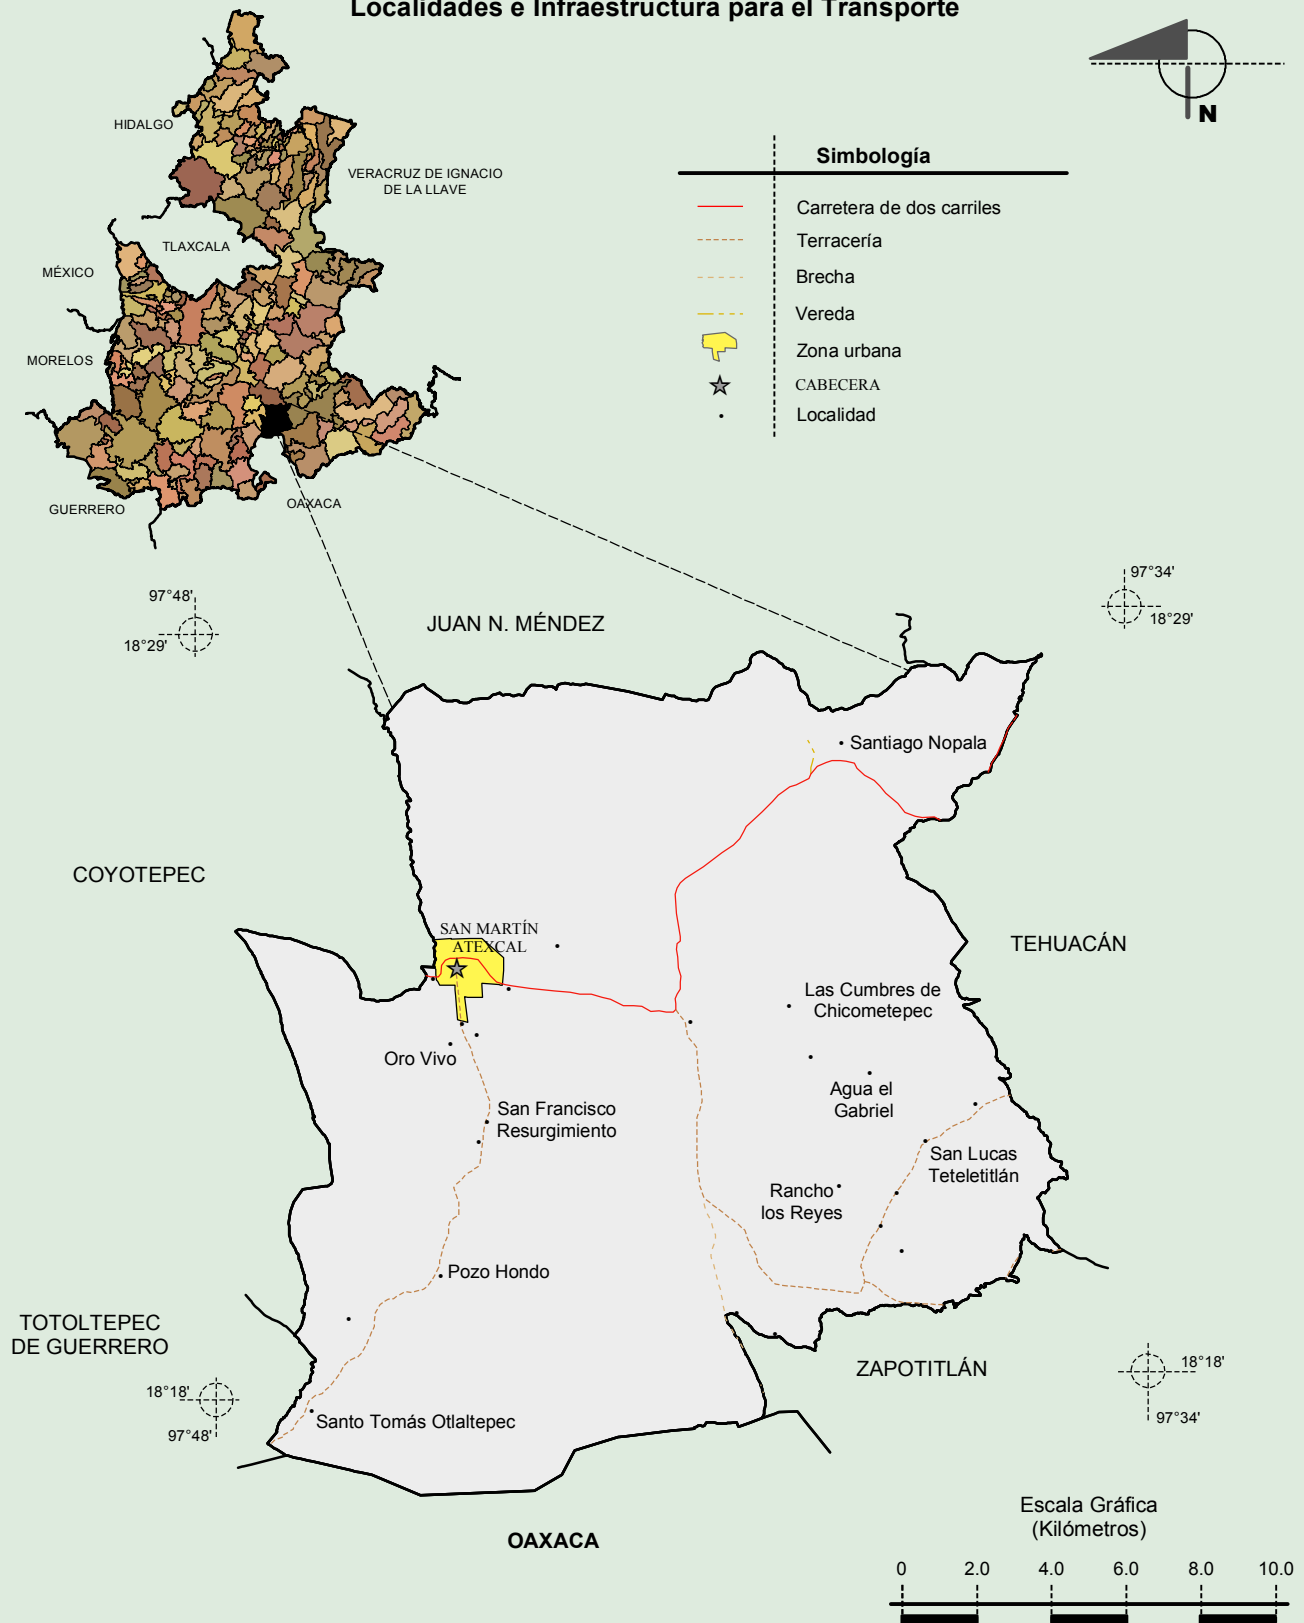 Localidades e Infraestructura para el Transporte
N
HIDALGO
VERACRUZ DE IGNACIO
DE LA LLAVE
TLAXCALA
MÉXICO
MORELOS
GUERRERO
OAXACA
Simbología
Carretera de dos carriles
Terracería
Brecha
Vereda
Zona urbana
CABECERA
Localidad
97°48'
18°29'
97°34'
18°29'
JUAN N. MÉNDEZ
Santiago Nopala
COYOTEPEC
SAN MARTÍN
ATEXCAL
TEHUACÁN
Las Cumbres de
Chicometepec
Oro Vivo
Agua el
Gabriel
San Francisco
Resurgimiento
San Lucas
Teteletitlán
Rancho
los Reyes
Pozo Hondo
TOTOLTEPEC
DE GUERRERO
ZAPOTITLÁN
18°18'
97°48'
18°18'
97°34'
Santo Tomás Otlaltepec
OAXACA
Escala Gráfica
(Kilómetros)
0 2.0 4.0 6.0 8.0 10.0